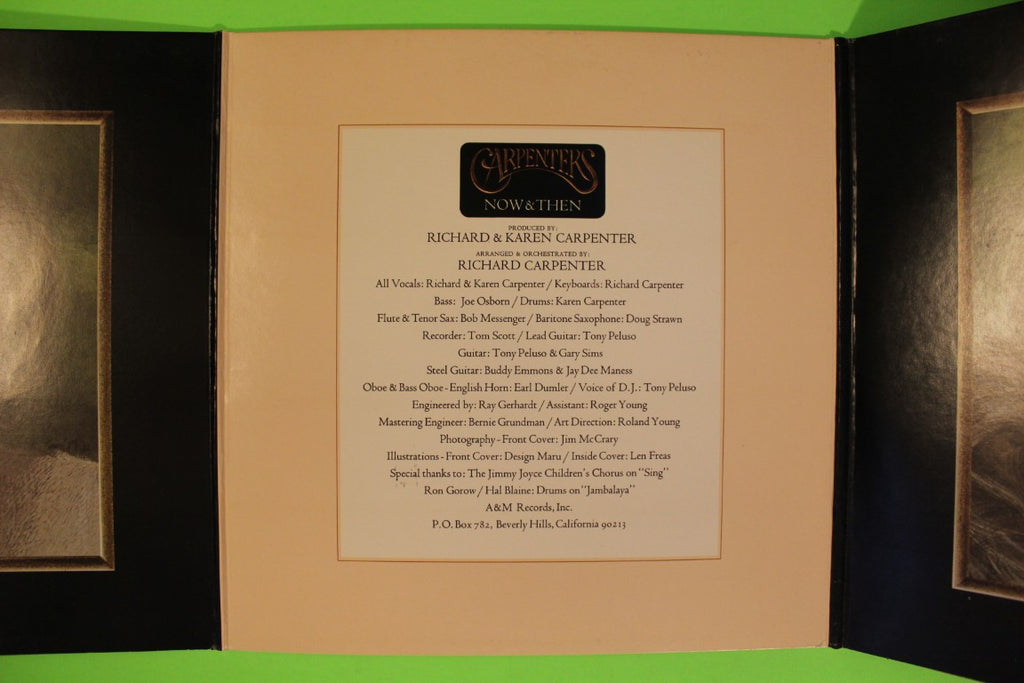 CARPENTERS
NOW & THEN
PRODUCED BY:
RICHARD & KAREN CARPENTER
ARRANGED & ORCHESTRATED BY:
RICHARD CARPENTER
All Vocals: Richard & Karen Carpenter / Keyboards: Richard Carpenter
Bass: Joe Osborn / Drums: Karen Carpenter
Flute & Tenor Sax: Bob Messenger / Baritone Saxophone: Doug Strawn
Recorder: Tom Scott / Lead Guitar: Tony Peluso
Guitar: Tony Peluso & Gary Sims
Steel Guitar: Buddy Emmons & Jay Dee Maness
Oboe & Bass Oboe - English Horn: Earl Dumler / Voice of D.J.: Tony Peluso
Engineered by: Ray Gerhardt / Assistant: Roger Young
Mastering Engineer: Bernie Grundman / Art Direction: Roland Young
Photography - Front Cover: Jim McCrary
Illustrations - Front Cover: Design Maru / Inside Cover: Len Freas
Special thanks to: The Jimmy Joyce Children's Chorus on "Sing"
Ron Gorow / Hal Blaine: Drums on "Jambalaya"
A&M Records, Inc.
P.O. Box 782, Beverly Hills, California 90213